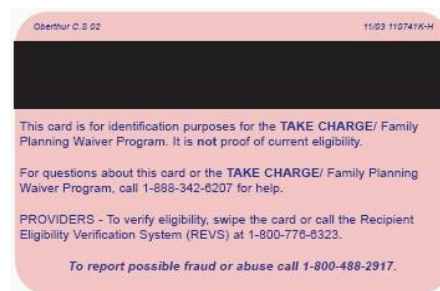 Oberthur C.S 02 11/03 110741K-H
This card is for identification purposes for the TAKE CHARGE/ Family
Planning Waiver Program. It is not proof of current eligibility.
For questions about this card or the TAKE CHARGE/ Family Planning
Waiver Program, call 1-888-342-6207 for help.
PROVIDERS - To verify eligibility, swipe the card or call the Recipient
Eligibility Verification System (REVS) at 1-800-776-6323.
To report possible fraud or abuse call 1-800-488-2917.